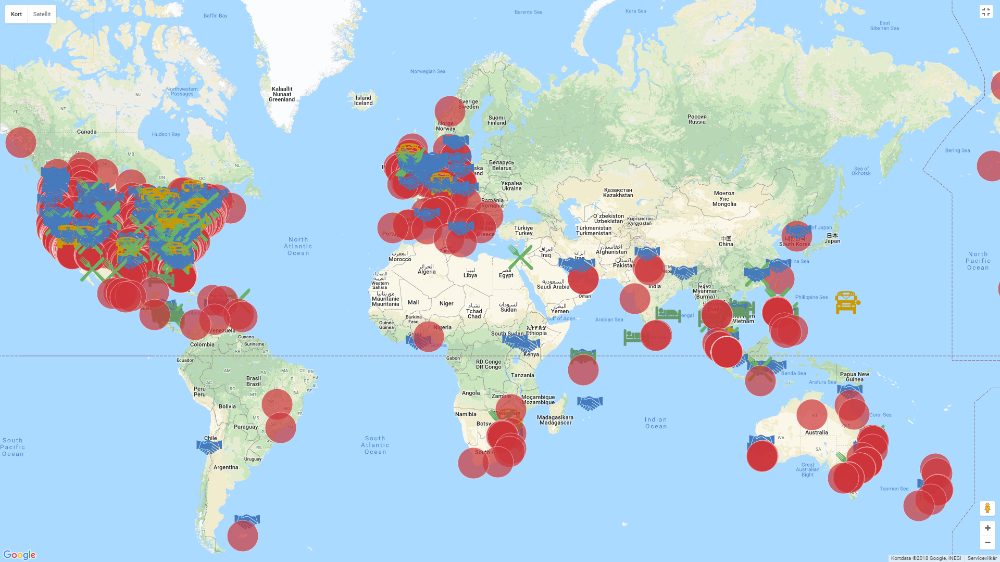 Kort
Satellit
Baffin Bay
Barents Sea
Kara Sea
East
Siberian Sea
Norwegian Sea
Northwestern
Passages
NU
NT
YT
Kalaallit
Nunaat
Greenland
Ísland
Iceland
Sverige
Sweden
Suomi
Finland
Norge
Norway
Россия
Russia
Canada
Hudson Bay
AB
MB
SK
ON
QC
NL
Bering Sea
Sea of
Okhotsk
Беларусь
Belarus
Україна
Ukraine
România
Romania
Қазақстан
Kazakhstan
Монгол
Улс
Mongolia
O`zbekiston
Uzbekistan
Кыргызстан
Kyrgyzstan
Türkmenistan
Turkmenistan
Türkiye
Turkey
Greece
中国
China
대한민국
South Korea
日本
Japan
North
Atlantic
Ocean
North
Pacific
Ocean
المغرب
Morocco
Tunisia
الجزائر
Algeria
ليبيا
Libya
مصر
Egypt
العراق
Iraq
ایران
Iran
افغانستان
Afghanistan
پاکستان
Pakistan
India
Myanmar
(Burma)
السعودية
Saudi Arabia
Oman
اليمن
Yemen
Gulf of Aden
Arabian Sea
Philippine Sea
Việt Nam
Vietnam
الصحراء
الغربية
Western
Sahara
موريتانيا
Mauritanie
Mauritania
Mali
Niger
تشاد
Tchad
Chad
السودان
Sudan
Burkina
Faso
Guinée
Guinea
Ghana
Nigeria
South Sudan
ኢትዮጵያ
Ethiopia
Kenya
Gabon
RD Congo
DR Congo
Tanzania
Puerto Rico
Venezuela
Guyana
Suriname
Colombia
Ecuador
RR
AP
AM
PA
MA
CE
RN
PB
PE
PI
AL
SE
AC
RO
TO
BA
MT
GO
MG
ES
MS
SP
RJ
RS
Perú
Peru
Brasil
Brazil
Bolivia
Paraguay
Chile
Uruguay
Argentina
Angola
Zambia
Moçambique
Mozambique
Namibia
Madagasikara
Madagascar
Indian
Ocean
South
Atlantic
Ocean
South
Pacific
Ocean
Banda Sea
Arafura Sea
Papua New
Guinea
Coral Sea
NT
QLD
WA
SA
Australia
Great
Australian
Bight
TAS
Tasman Sea
Google
Kortdata ©2018 Google, INEGI
Servicevilkår